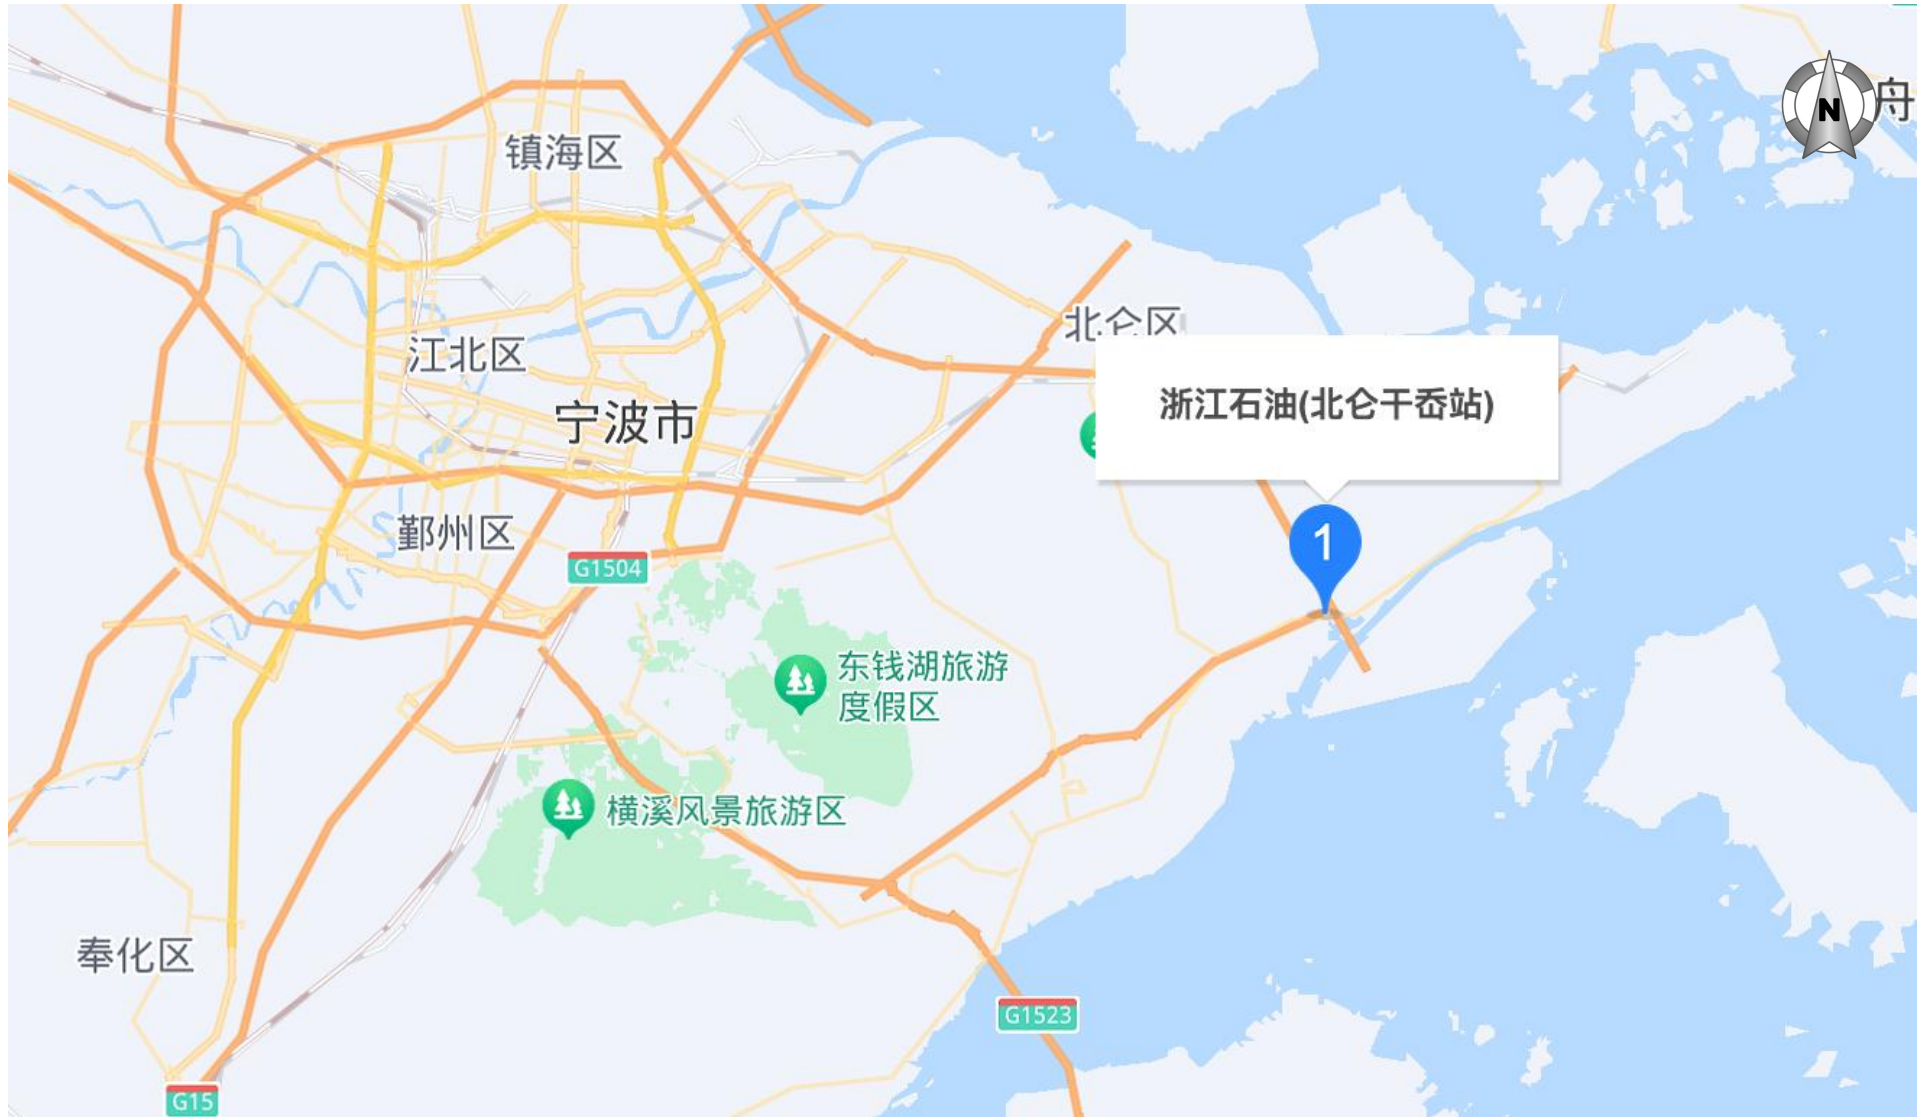 舟
N
镇海区
北仑区
江北区
浙江石油(北仑干岙站)
宁波市
鄞州区
1
G1504
东钱湖旅游
度假区
横溪风景旅游区
奉化区
G1523
G15